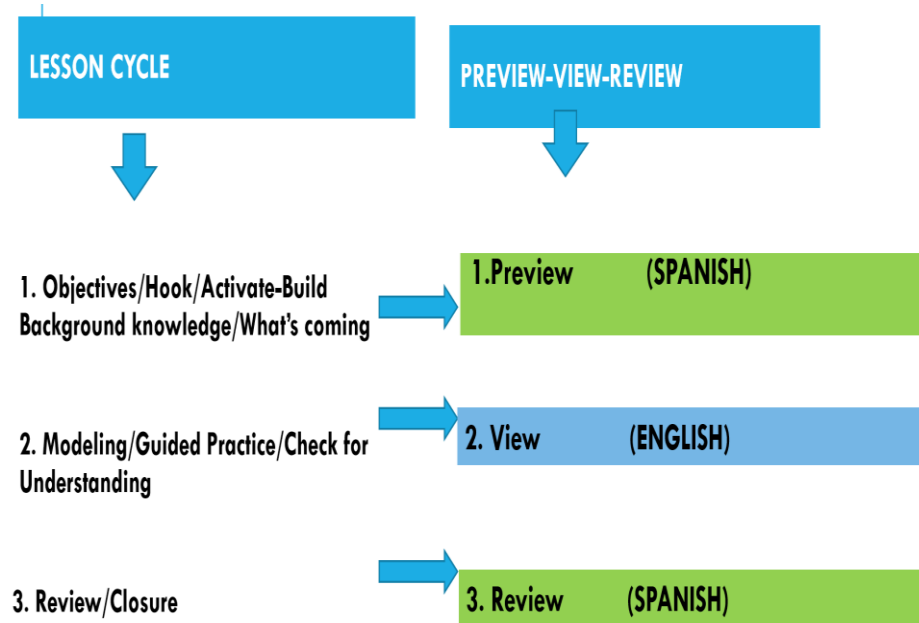 LESSON CYCLE
PREVIEW-VIEW-REVIEW
1. Objectives/Hook/Activate-Build
Background knowledge/What's coming
1.Preview (SPANISH)
2. Modeling/Guided Practice/Check for
Understanding
2. View (ENGLISH)
3. Review/Closure
3. Review (SPANISH)